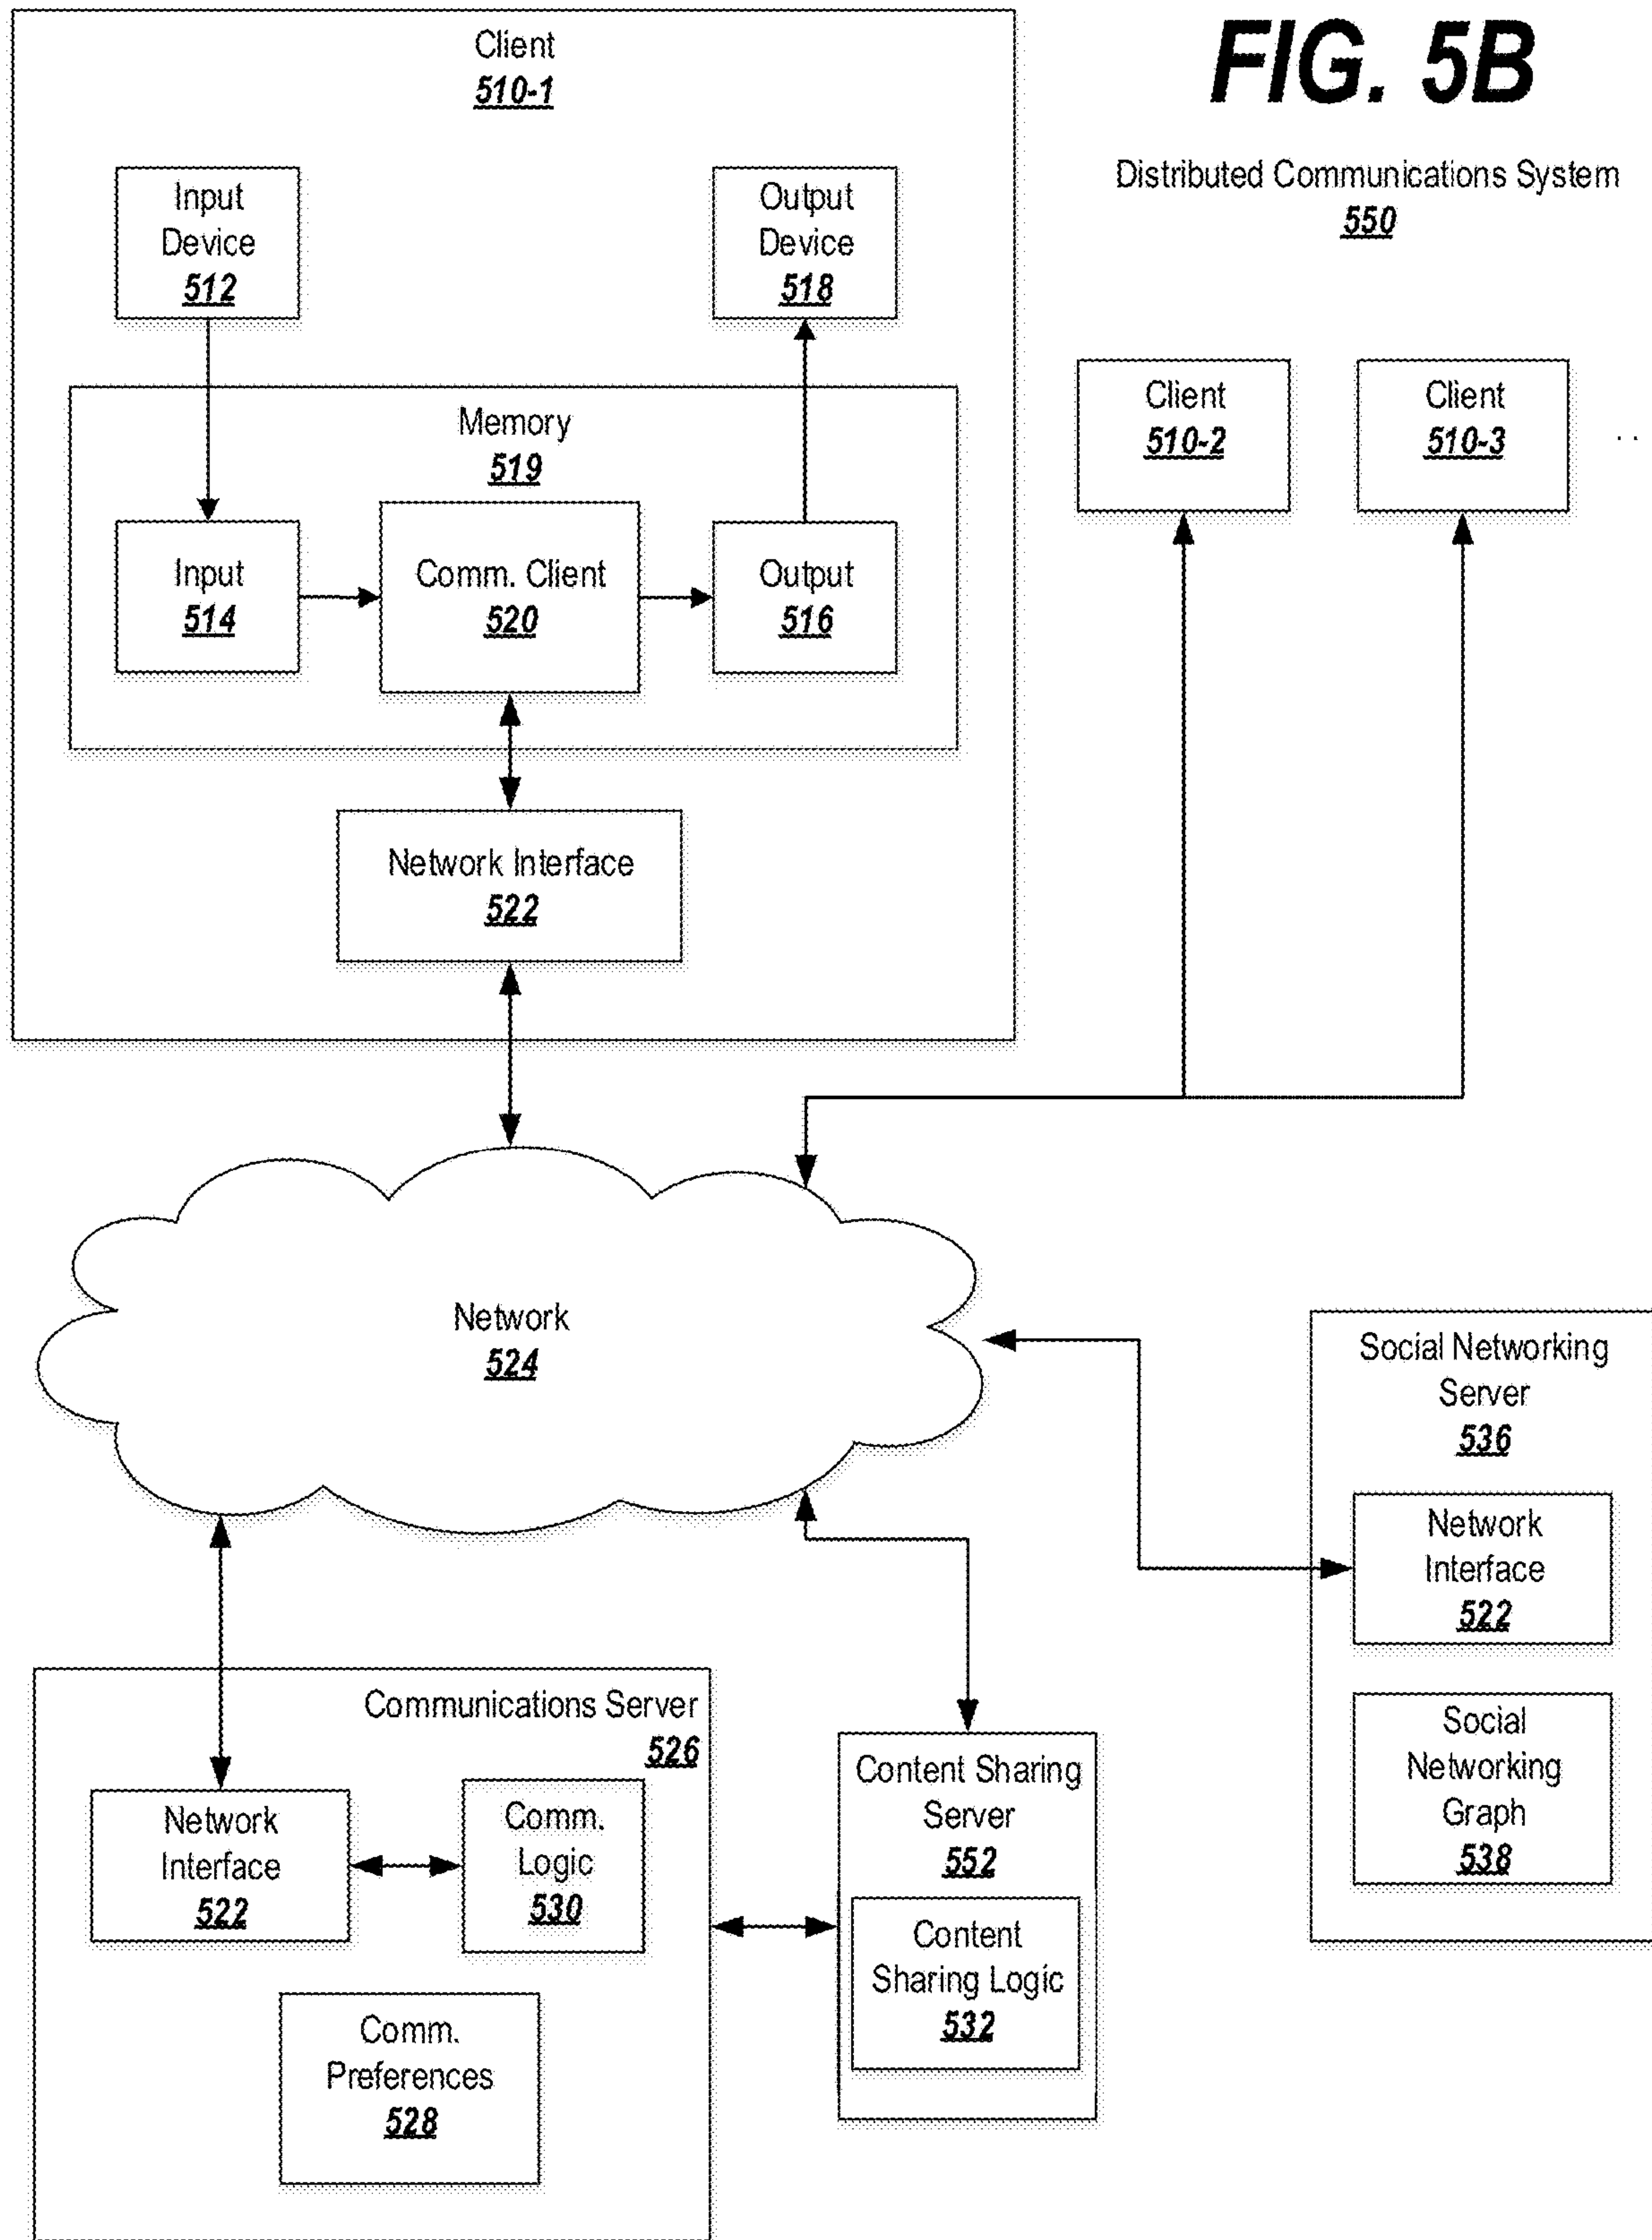 FIG. 5B
Distributed Communications System
550
Client
510-1
Input
Device
512
Output
Device
518
Memory
519
Input
514
Comm. Client
520
Output
516
Network Interface
522
Client
510-2
Client
510-3
..
Network
524
Social Networking
Server
536
Network
Interface
522
Social
Networking
Graph
538
Communications Server
526
Network
Interface
522
Comm.
Logic
530
Comm.
Preferences
528
Content Sharing
Server
552
Content
Sharing Logic
532